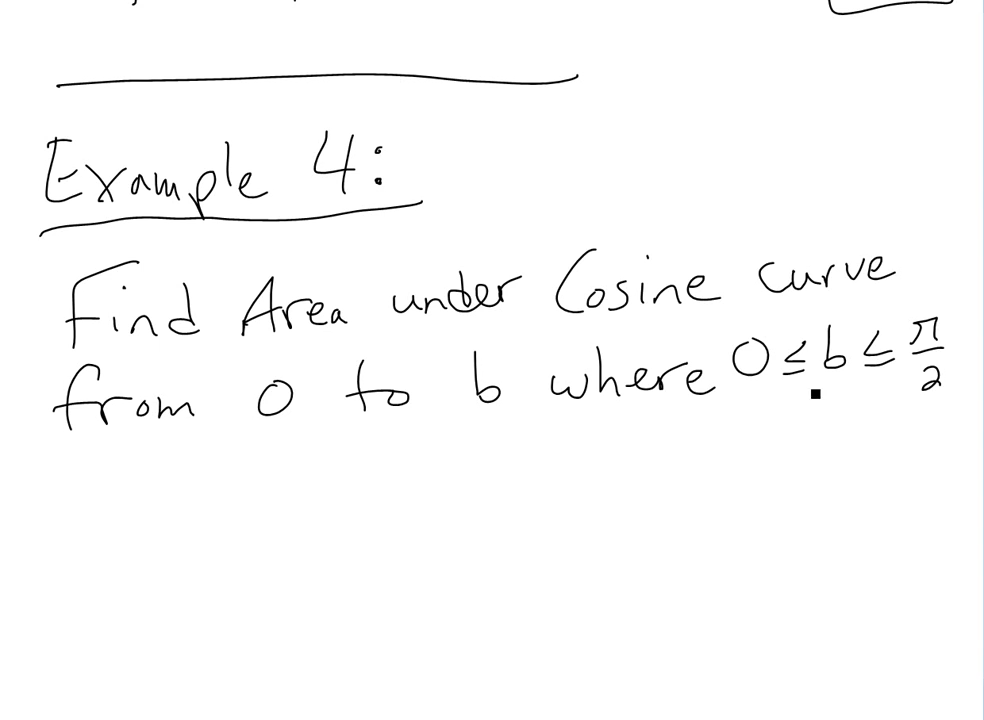 Example 4:
Find Area under Cosine curve
from 0 to b where 0 ≤ b ≤ π/2